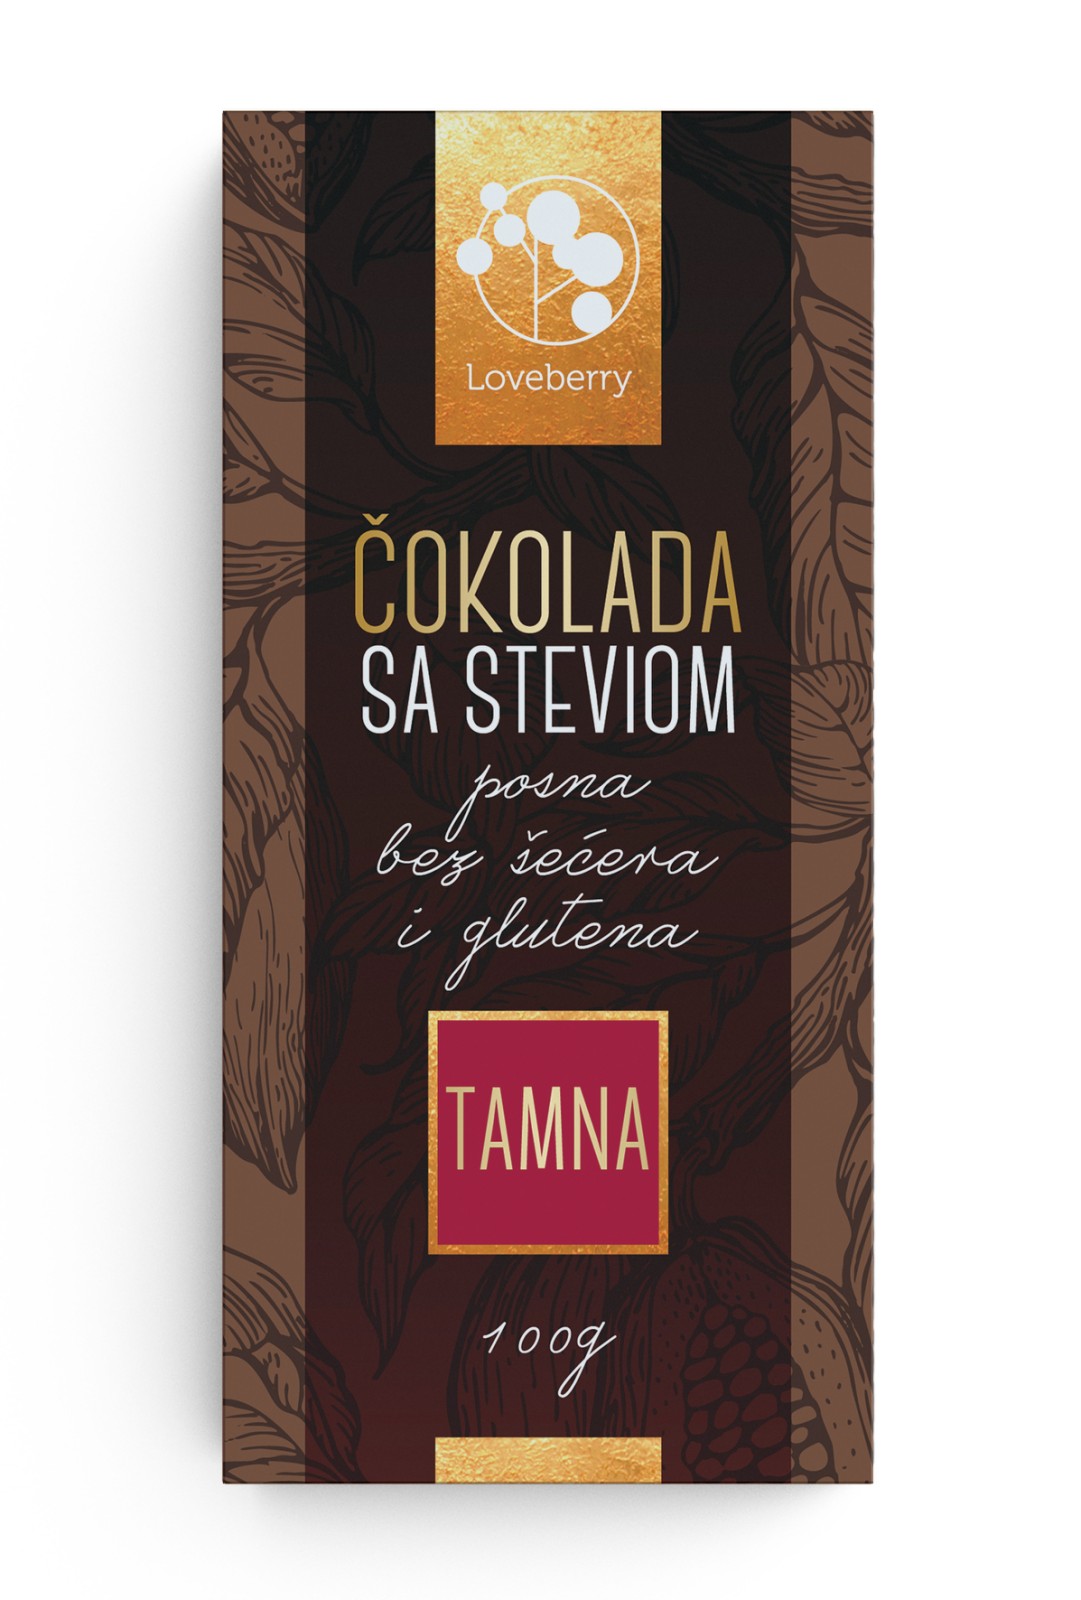 Loveberry
ČOKOLADA
SA STEVIOM
posna
bez šećera
i glutena
TAMNA
100g